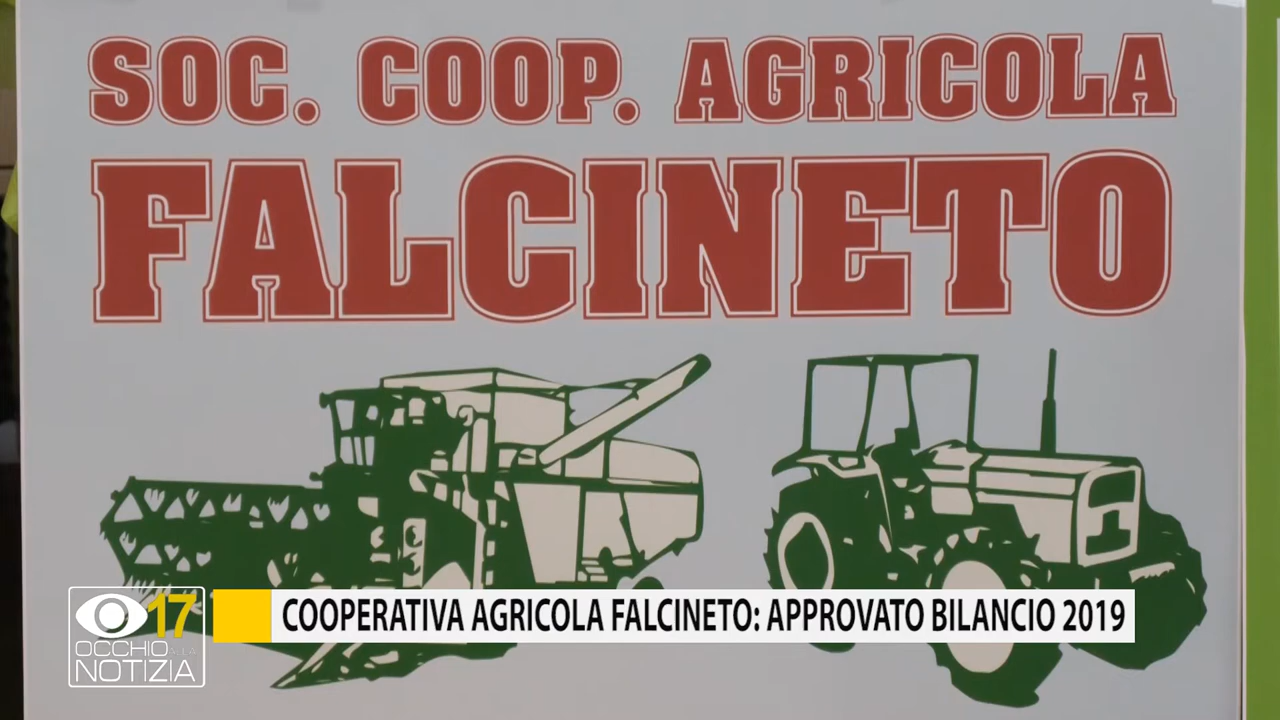 SOC. COOP. AGRICOLA
FALCINETO
17
COOPERATIVA AGRICOLA FALCINETO: APPROVATO BILANCIO 2019
OCCHIO ALLA
NOTIZIA